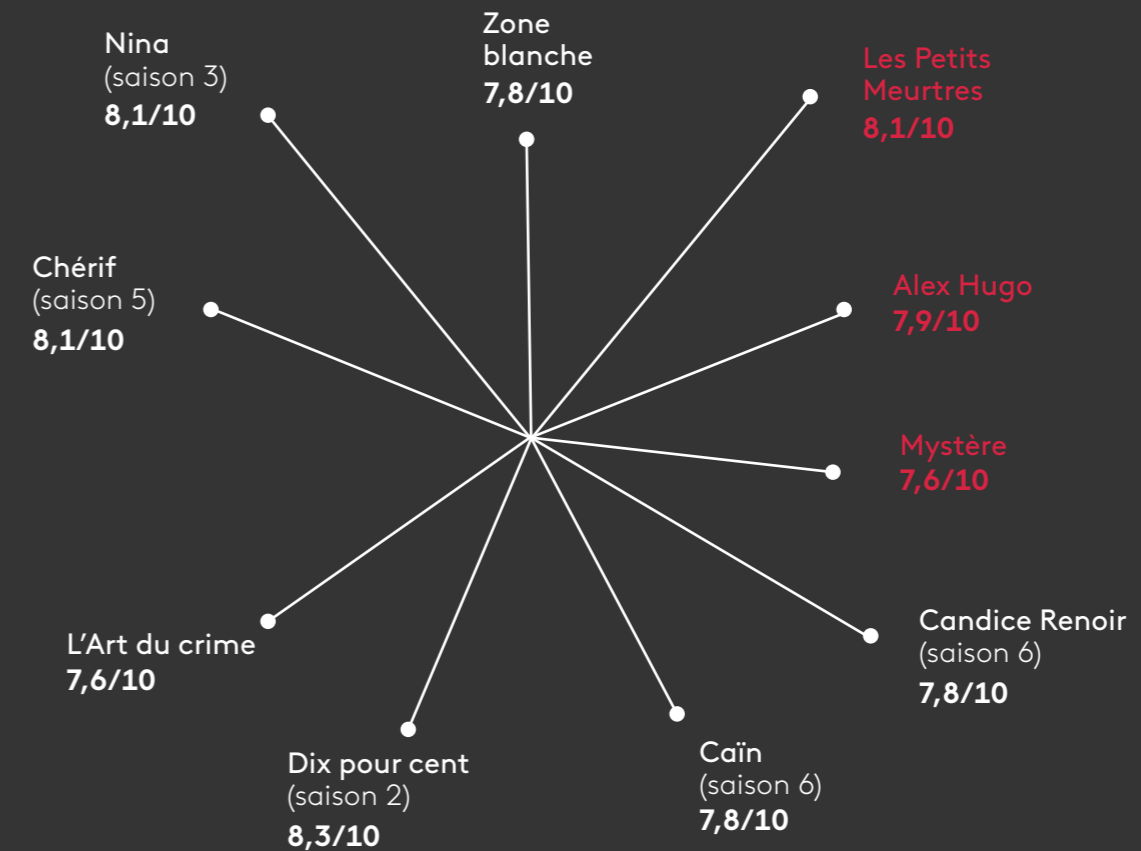 Nina
(saison 3)
8,1/10
Zone
blanche
7,8/10
Les Petits
Meurtres
8,1/10
Chérif
(saison 5)
8,1/10
Alex Hugo
7,9/10
Mystère
7,6/10
L’Art du crime
7,6/10
Candice Renoir
(saison 6)
7,8/10
Dix pour cent
(saison 2)
8,3/10
Caïn
(saison 6)
7,8/10